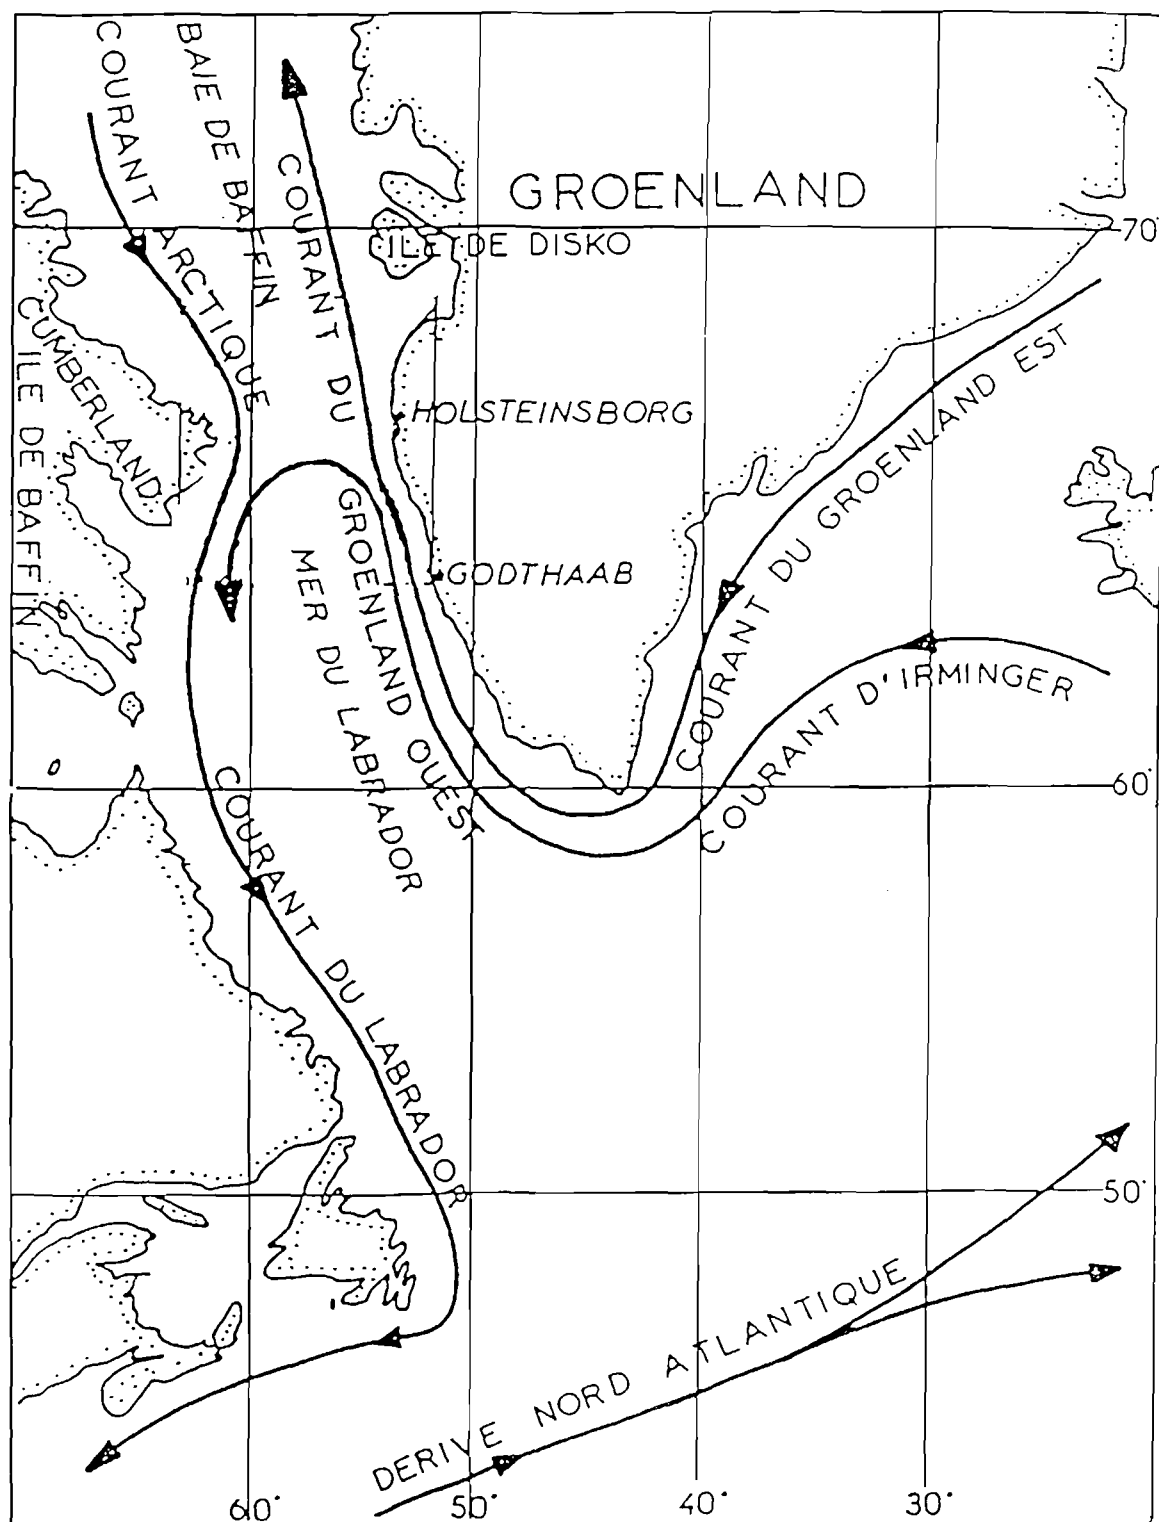 COURANT ARCTIQUE
BAIE DE BAFFIN
COURANT DU
GROENLAND OUEST
GROENLAND
70°
ILE DE DISKO
CUMBERLAND
ILE DE BAFFIN
HOLSTEINSBORG
COURANT DU GROENLAND EST
MER DU LABRADOR
GODTHAAB
COURANT D'IRMINGER
60°
COURANT DU LABRADOR
50°
DERIVE NORD ATLANTIQUE
60°
50°
40°
30°